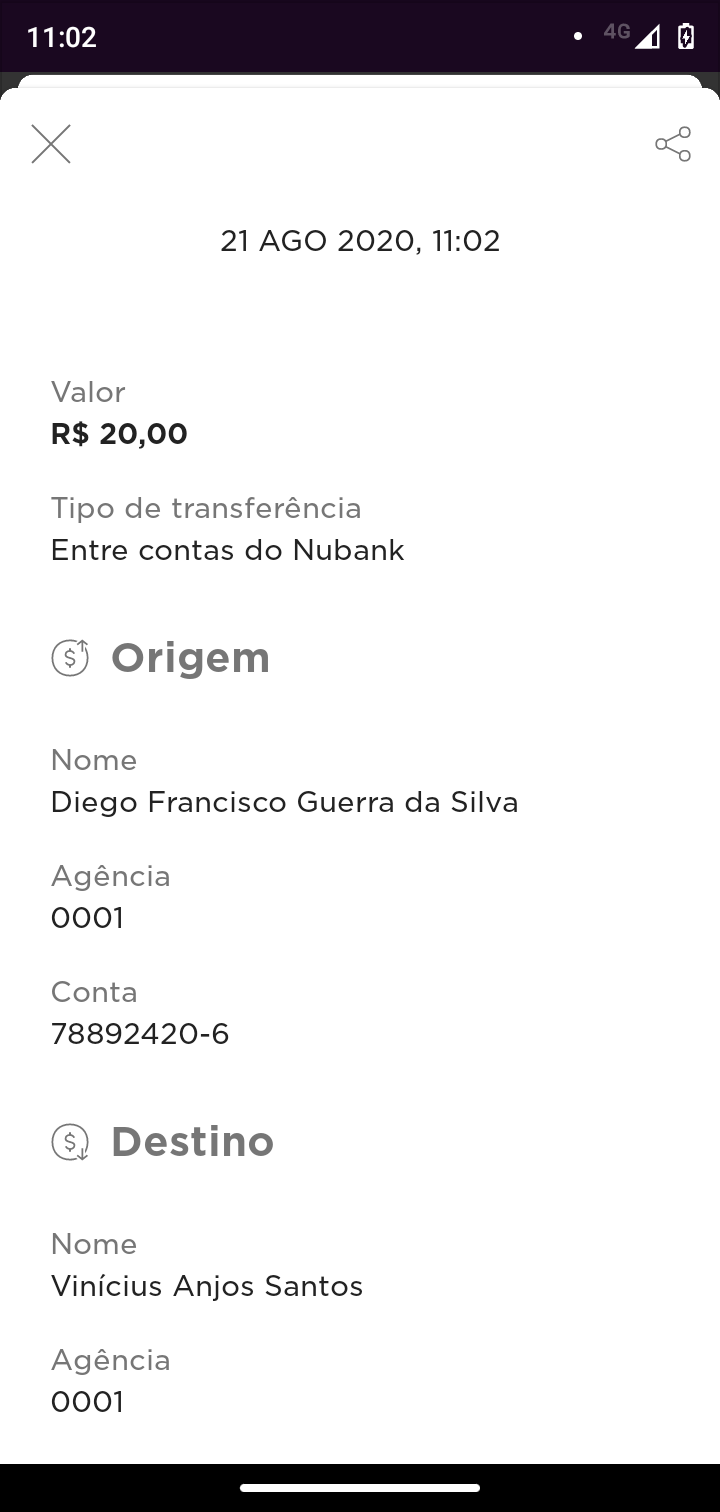 11:02
4G
21 AGO 2020, 11:02
Valor
R$ 20,00
Tipo de transferência
Entre contas do Nubank
Origem
Nome
Diego Francisco Guerra da Silva
Agência
0001
Conta
78892420-6
Destino
Nome
Vinícius Anjos Santos
Agência
0001